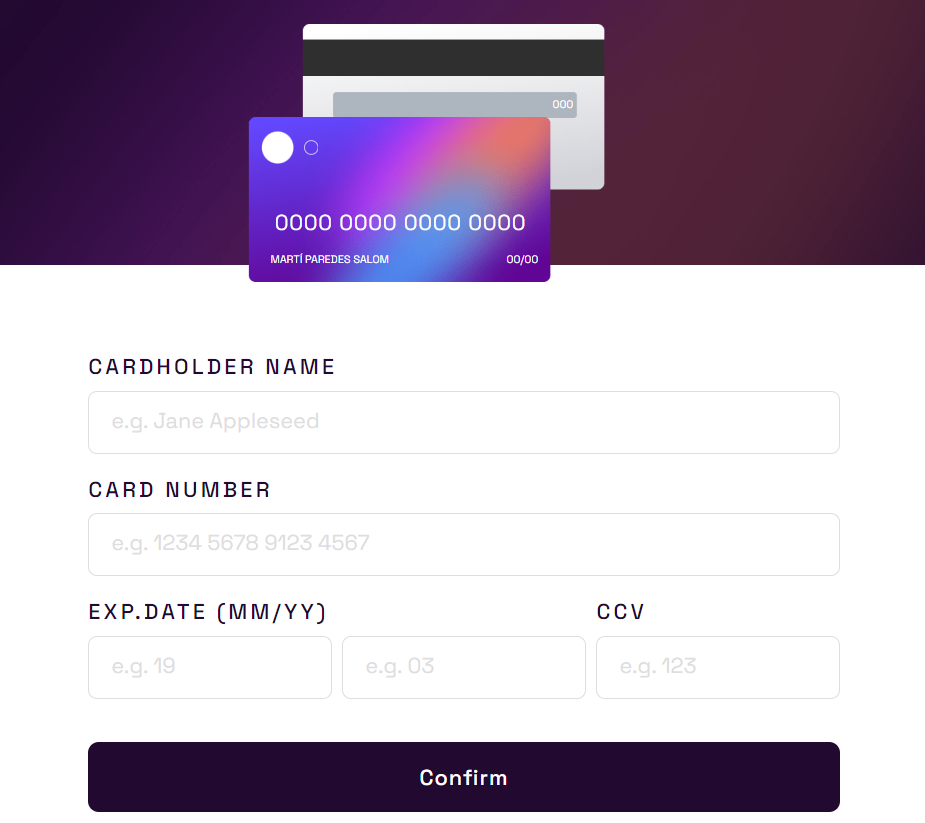 000
0000 0000 0000 0000
MARTÍ PAREDES SALOM 00/00
CARDHOLDER NAME
e.g. Jane Appleseed
CARD NUMBER
e.g. 1234 5678 9123 4567
EXP.DATE (MM/YY) CCV
e.g. 19 e.g. 03 e.g. 123
Confirm